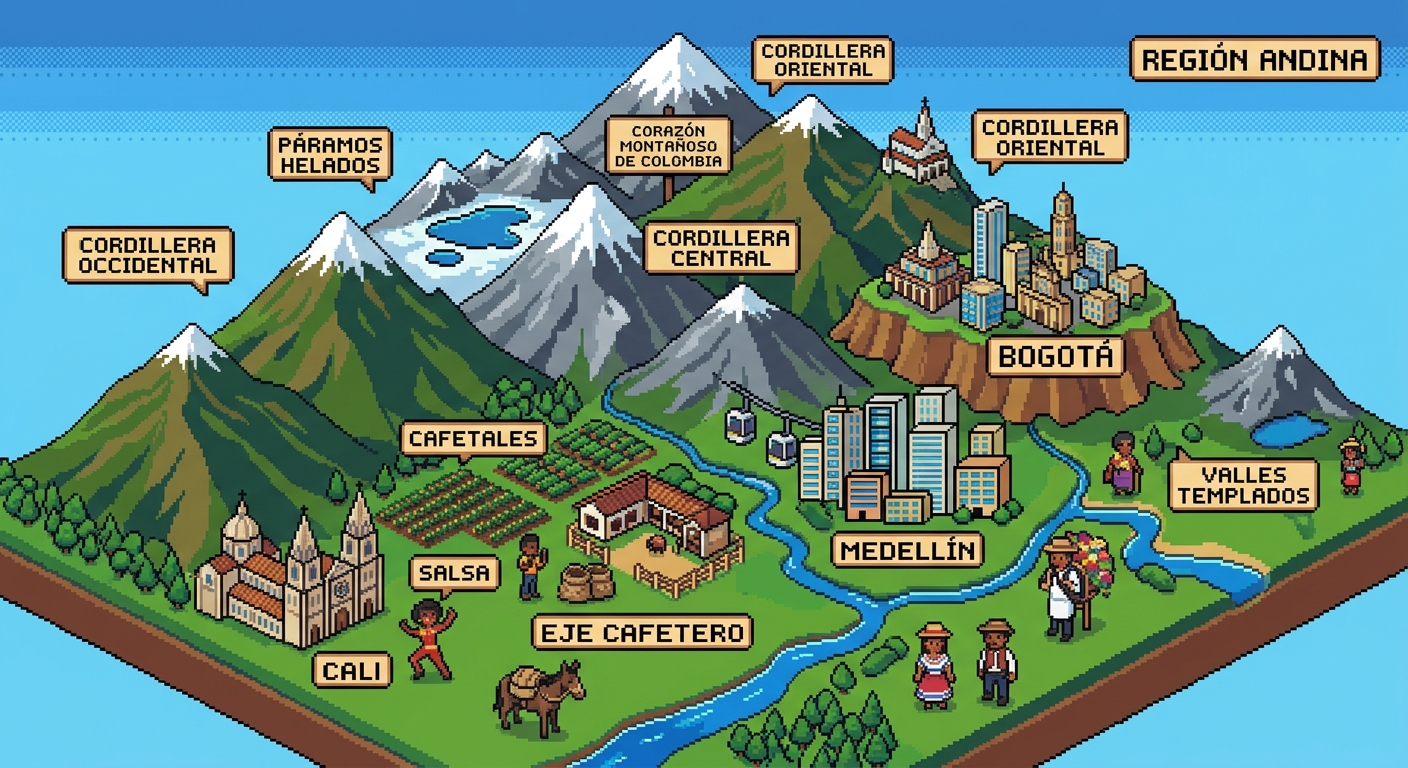 CORDILLERA
ORIENTAL
REGIÓN ANDINA
CORDILLERA
ORIENTAL
PÁRAMOS
HELADOS
CORAZÓN
MONTAÑOSO
DE COLOMBIA
CORDILLERA
OCCIDENTAL
CORDILLERA
CENTRAL
BOGOTÁ
CAFETALES
VALLES
TEMPLADOS
MEDELLÍN
SALSA
EJE CAFETERO
CALI